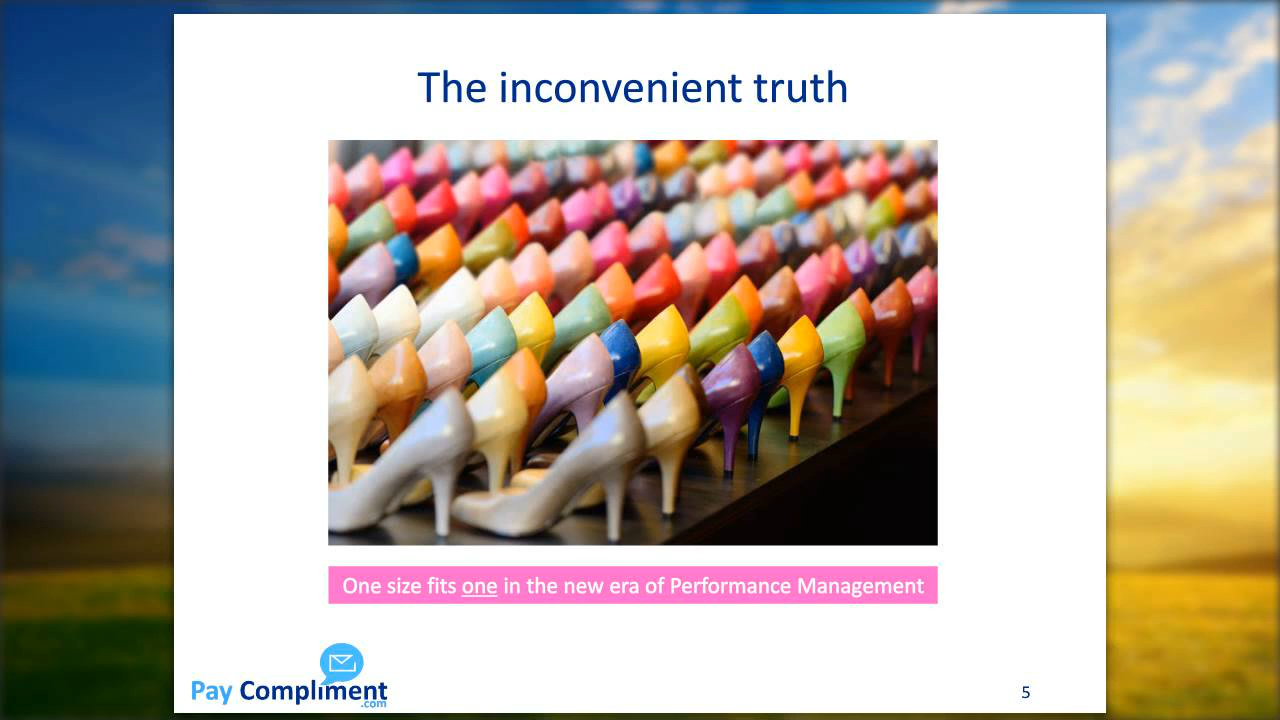 The inconvenient truth
One size fits one in the new era of Performance Management
Pay Compliment
.com
5